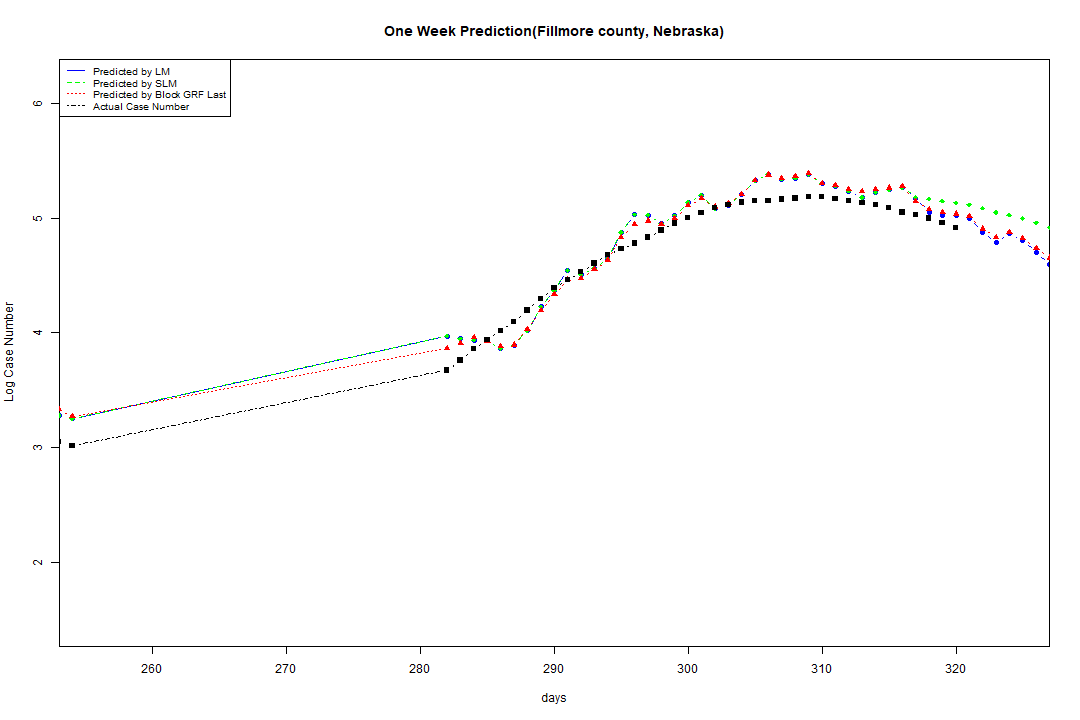 One Week Prediction(Fillmore county, Nebraska)
Predicted by LM
Predicted by SLM
Predicted by Block GRF Last
Actual Case Number
Log Case Number
6
5
4
3
2
260 270 280 290 300 310 320
days